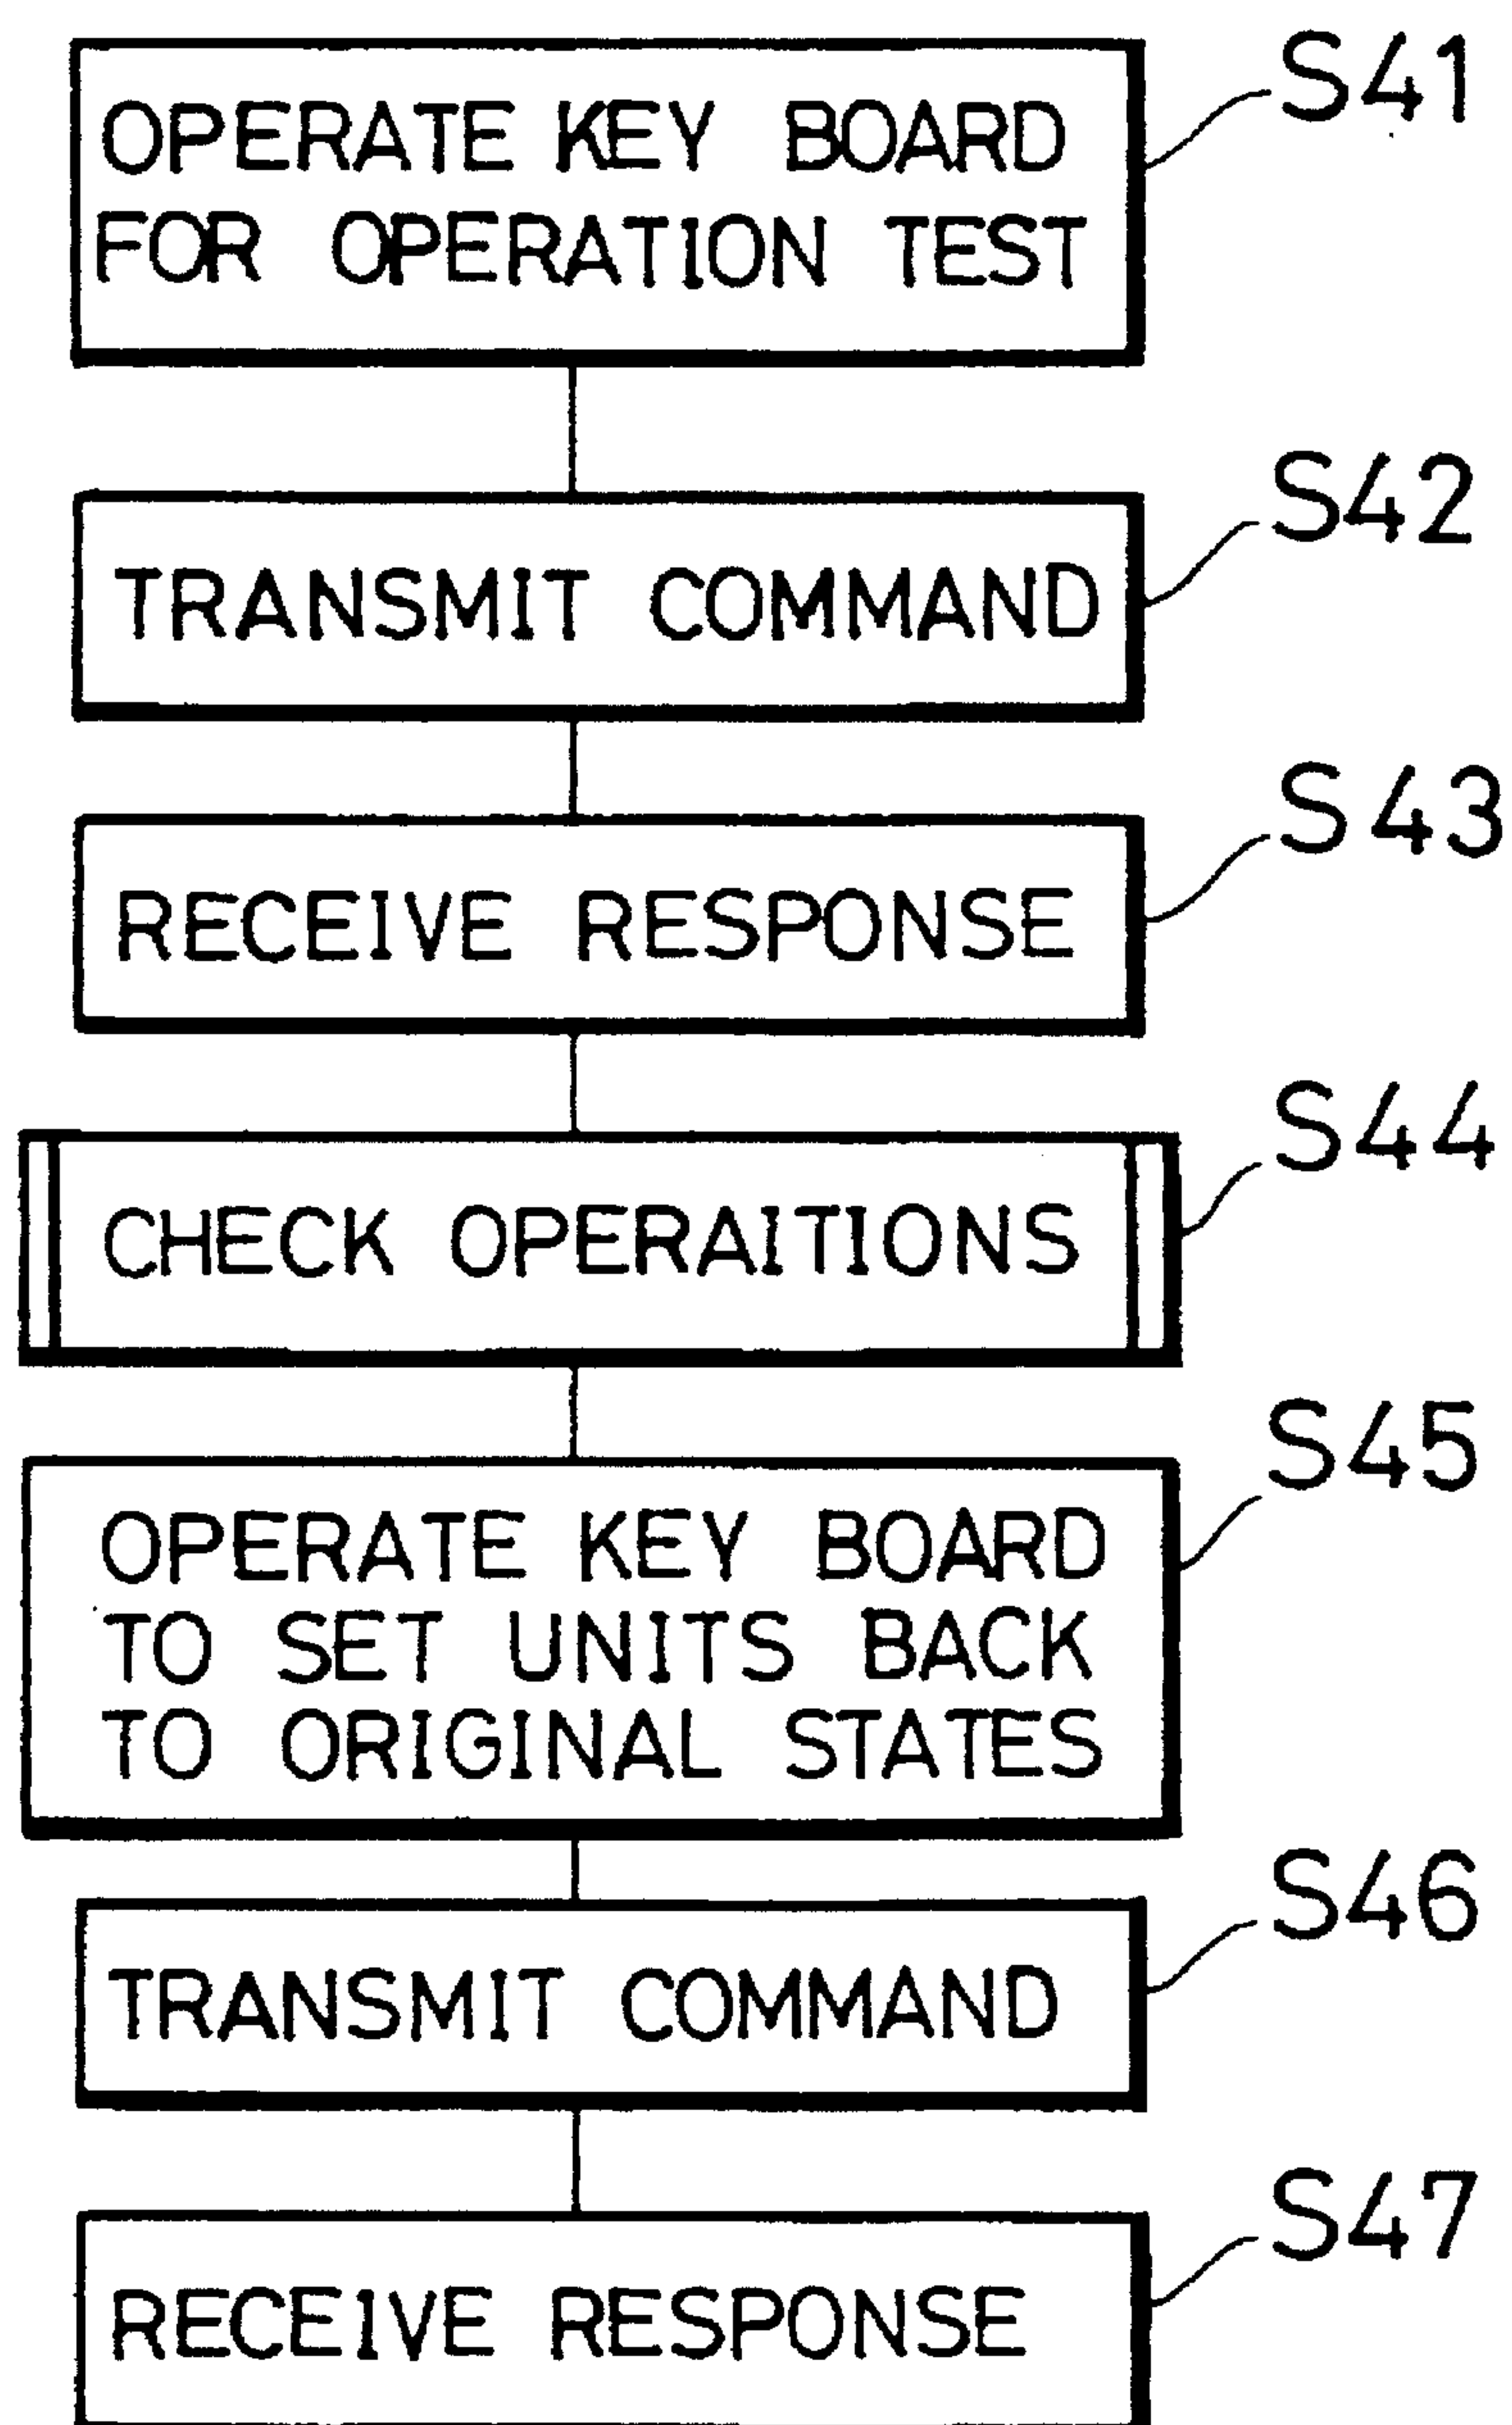 OPERATE KEY BOARD
FOR OPERATION TEST
S41
TRANSMIT COMMAND
S42
RECEIVE RESPONSE
S43
CHECK OPERAITIONS
S44
OPERATE KEY BOARD
TO SET UNITS BACK
TO ORIGINAL STATES
S45
TRANSMIT COMMAND
S46
RECEIVE RESPONSE
S47